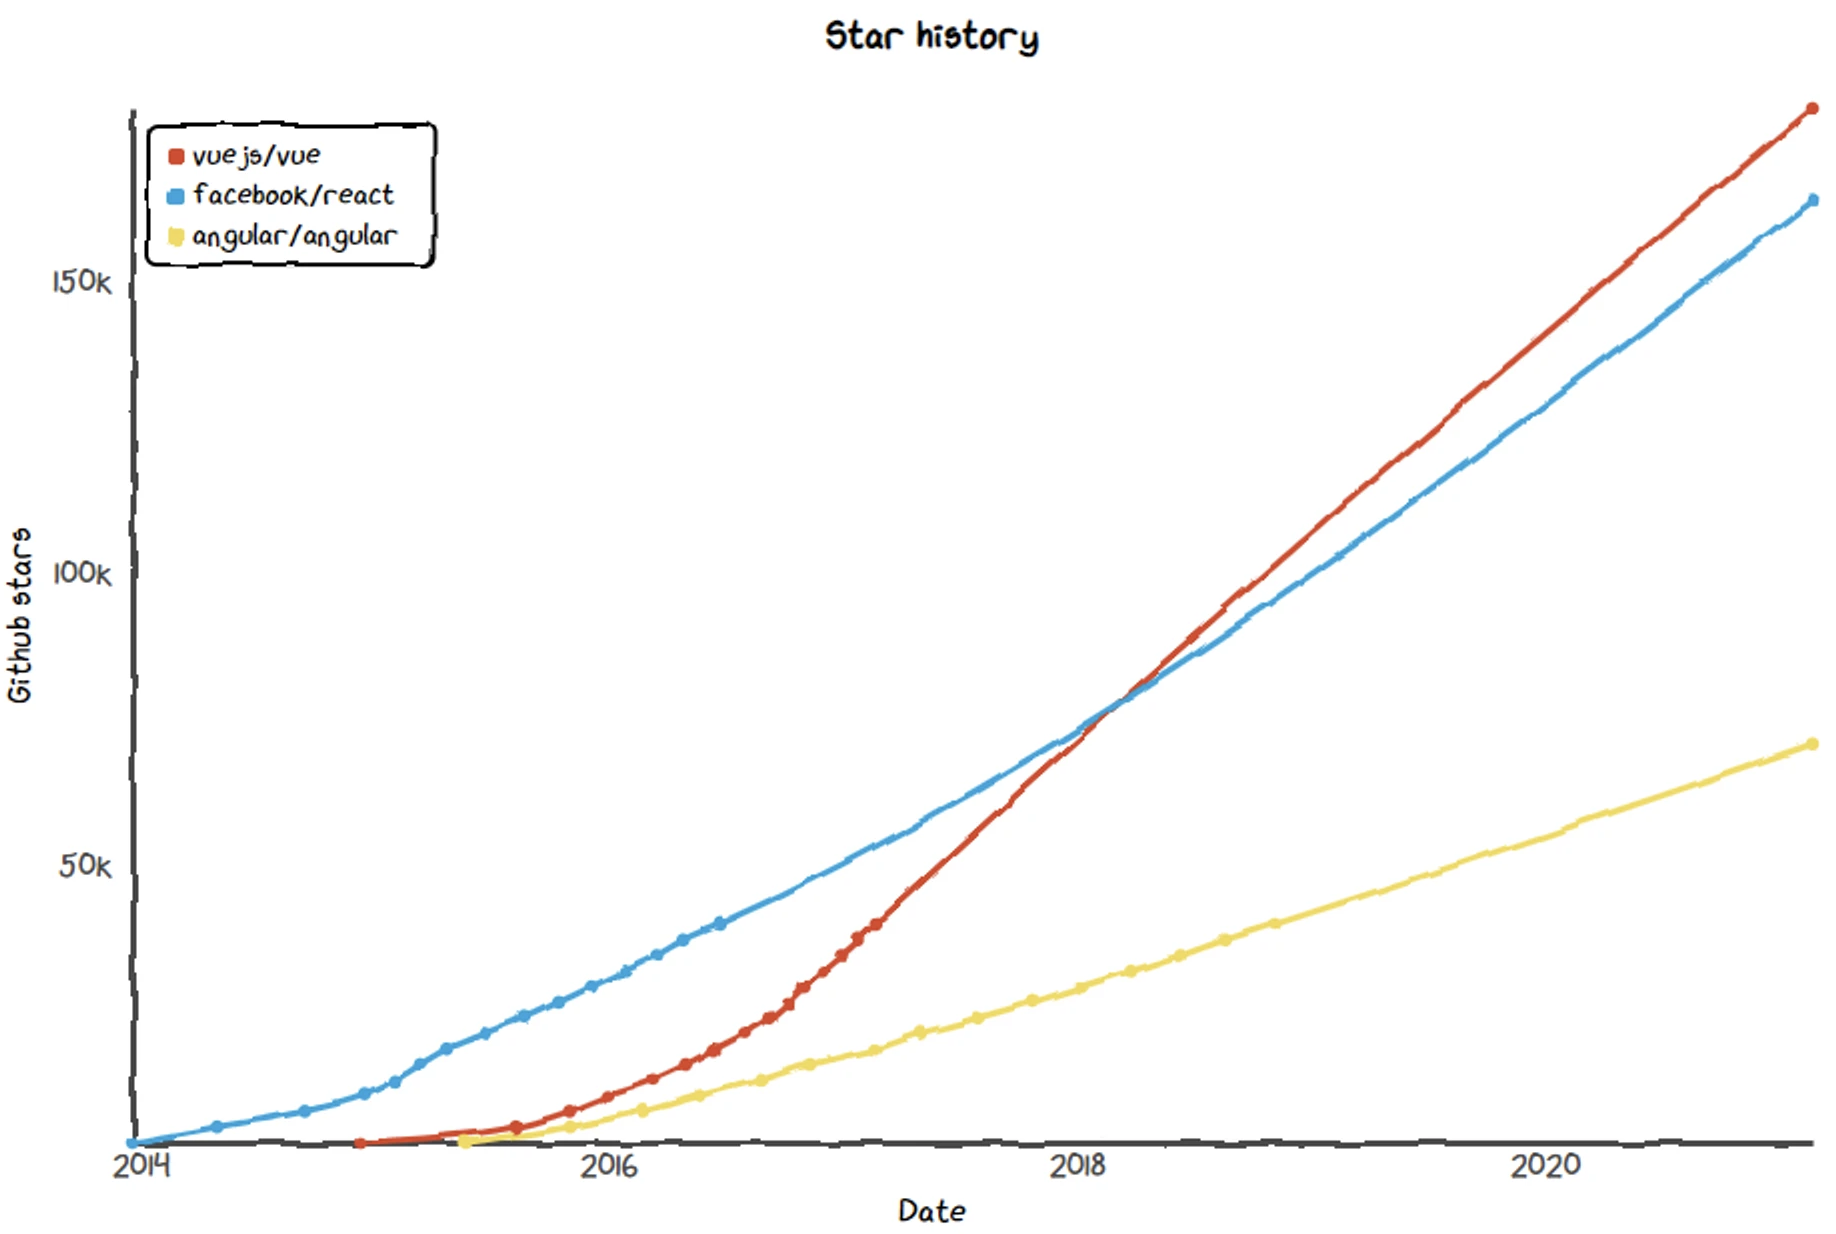 Star history
vuejs/vue
facebook/react
angular/angular
150k
100k
50k
Github stars
2014 2016 2018 2020
Date